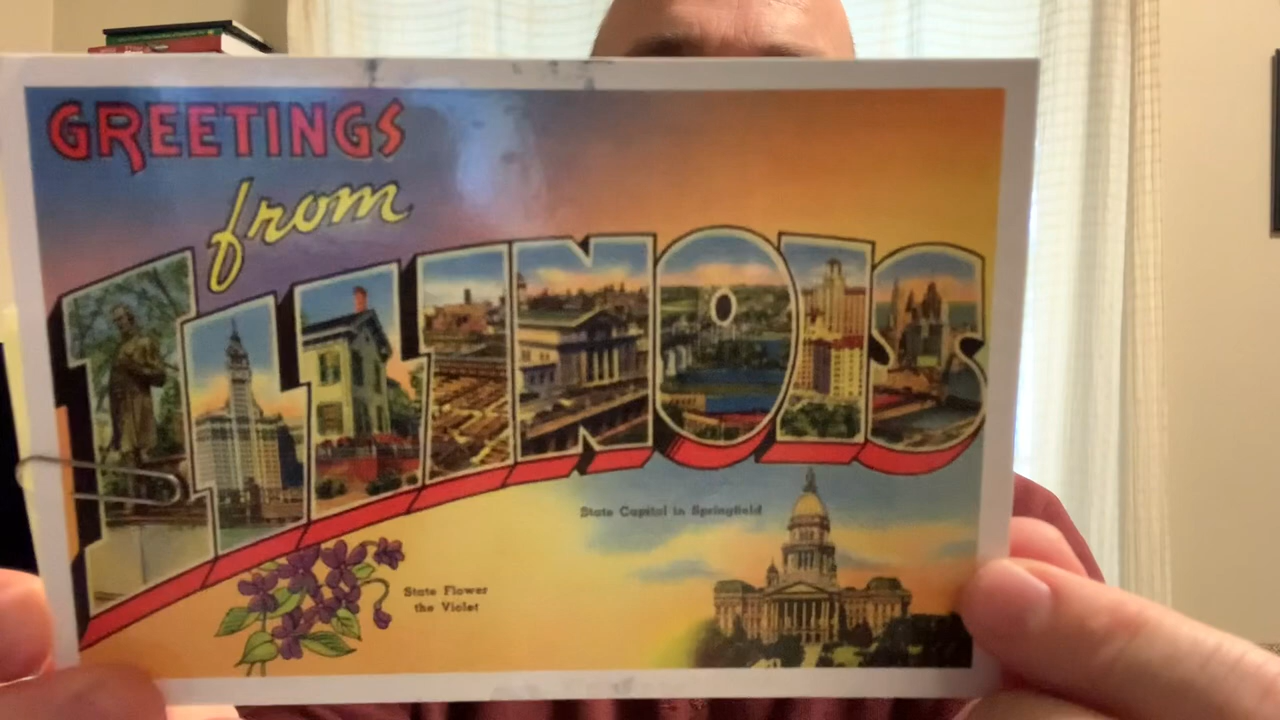 GREETINGS
from
ILLINOIS
State Capitol in Springfield
State Flower
the Violet